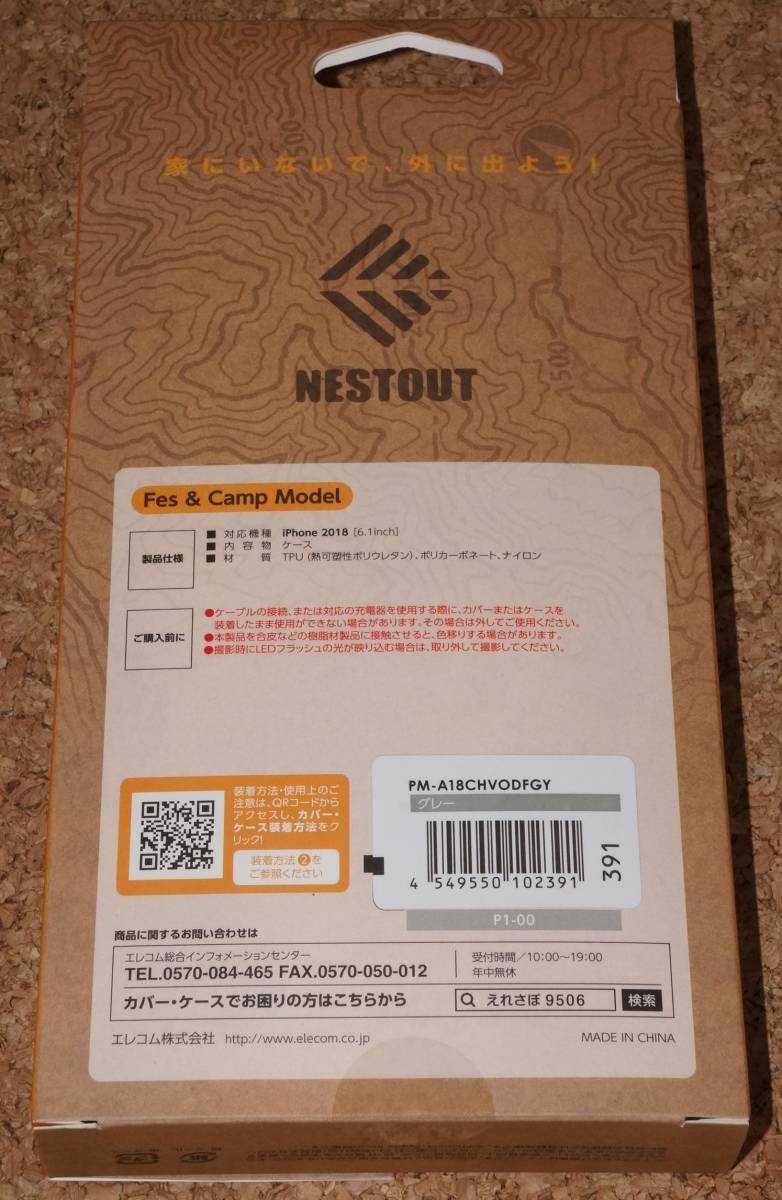 家にいないで、外に出よう!
500
500
NESTOUT
Fes & Camp Model
製品仕様
■ 対応機種 iPhone 2018 [6.1inch]
■ 内容物 ケース
■ 材質 TPU (熱可塑性ポリウレタン)、ポリカーボネート、ナイロン
ご購入前に
●ケーブルの接続、または対応の充電器を使用する際に、カバーまたはケースを
装着したまま使用ができない場合があります。その場合は外してご使用ください。
●本製品を合皮などの樹脂材製品に接触させると、色移りする場合があります。
●撮影時にLEDフラッシュの光が映り込む場合は、取り外して撮影してください。
装着方法・使用上のご
注意は、QRコードから
アクセスし、カバー・
ケース装着方法をク
リック!
装着方法❷を
ご参照ください
PM-A18CHVODFGY
グレー
4 549550 102391
391
P1-00
商品に関するお問い合わせは
エレコム総合インフォメーションセンター
TEL.0570-084-465 FAX.0570-050-012
受付時間/10:00〜19:00
年中無休
カバー・ケースでお困りの方はこちらから
えれさぽ 9506 検索
エレコム株式会社 http://www.elecom.co.jp
MADE IN CHINA